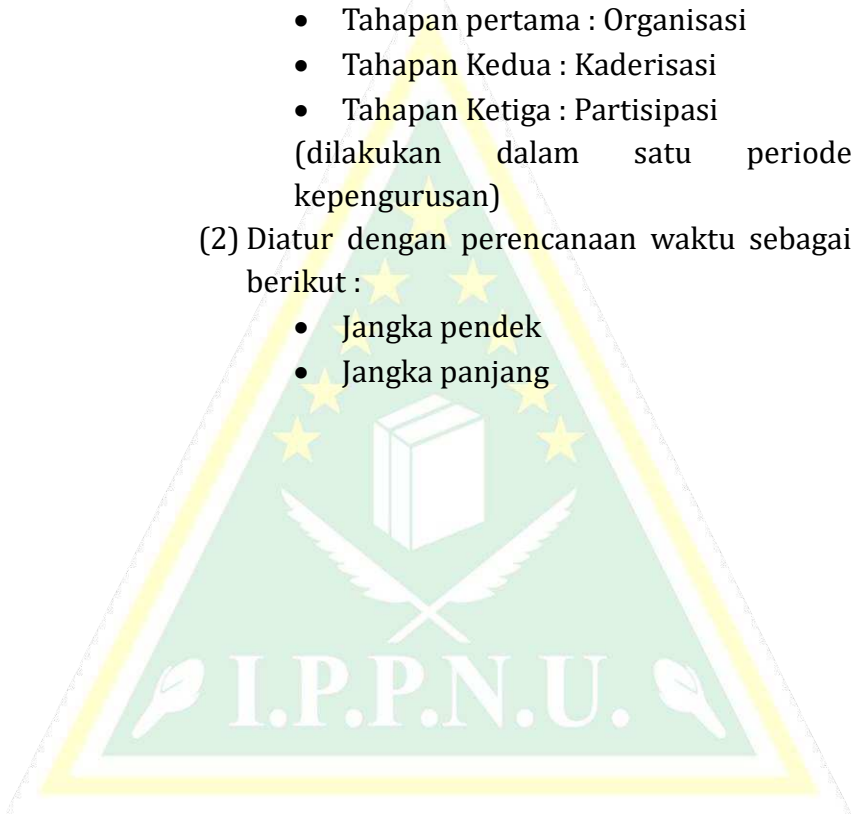 • Tahapan pertama : Organisasi
• Tahapan Kedua : Kaderisasi
• Tahapan Ketiga : Partisipasi
(dilakukan dalam satu periode
kepengurusan)
(2) Diatur dengan perencanaan waktu sebagai
berikut :
• Jangka pendek
• Jangka panjang
I.P.P.N.U.